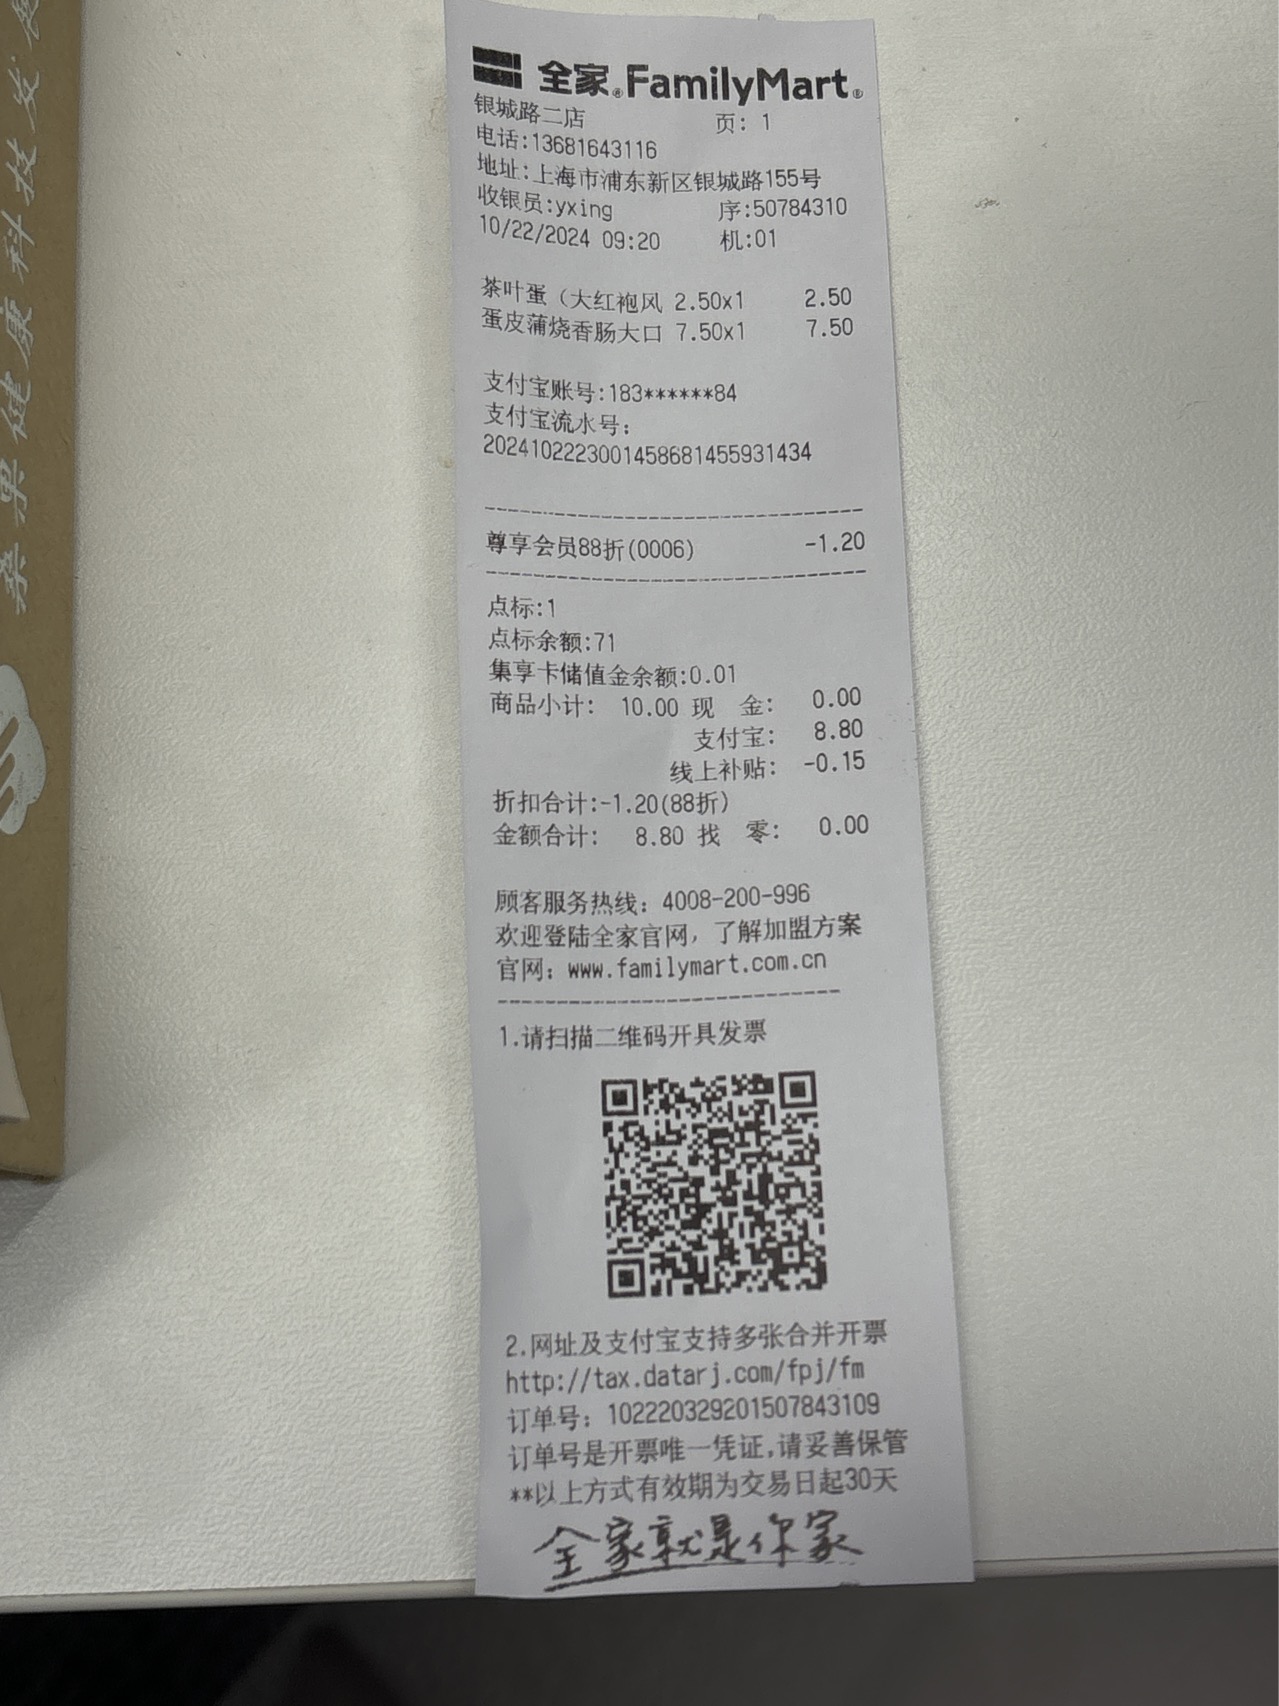 全家®FamilyMart®
银城路二店 页: 1
电话:13681643116
地址:上海市浦东新区银城路155号
收银员:yxing 序:50784310
10/22/2024 09:20 机:01
茶叶蛋（大红袍风 2.50x1 2.50
蛋皮蒲烧香肠大口 7.50x1 7.50
支付宝账号:183******84
支付宝流水号:
2024102223001458681455931434
------------------------------
尊享会员88折(0006) -1.20
------------------------------
点标:1
点标余额:71
集享卡储值金余额:0.01
商品小计: 10.00 现 金: 0.00
支付宝: 8.80
线上补贴: -0.15
折扣合计:-1.20(88折)
金额合计: 8.80 找 零: 0.00
顾客服务热线: 4008-200-996
欢迎登陆全家官网，了解加盟方案
官网: www.familymart.com.cn
----------------------------
1.请扫描二维码开具发票
2.网址及支付宝支持多张合并开票
http://tax.datarj.com/fpj/fm
订单号: 102220329201507843109
订单号是开票唯一凭证,请妥善保管
**以上方式有效期为交易日起30天
全家就是你家
桑果健康科技发